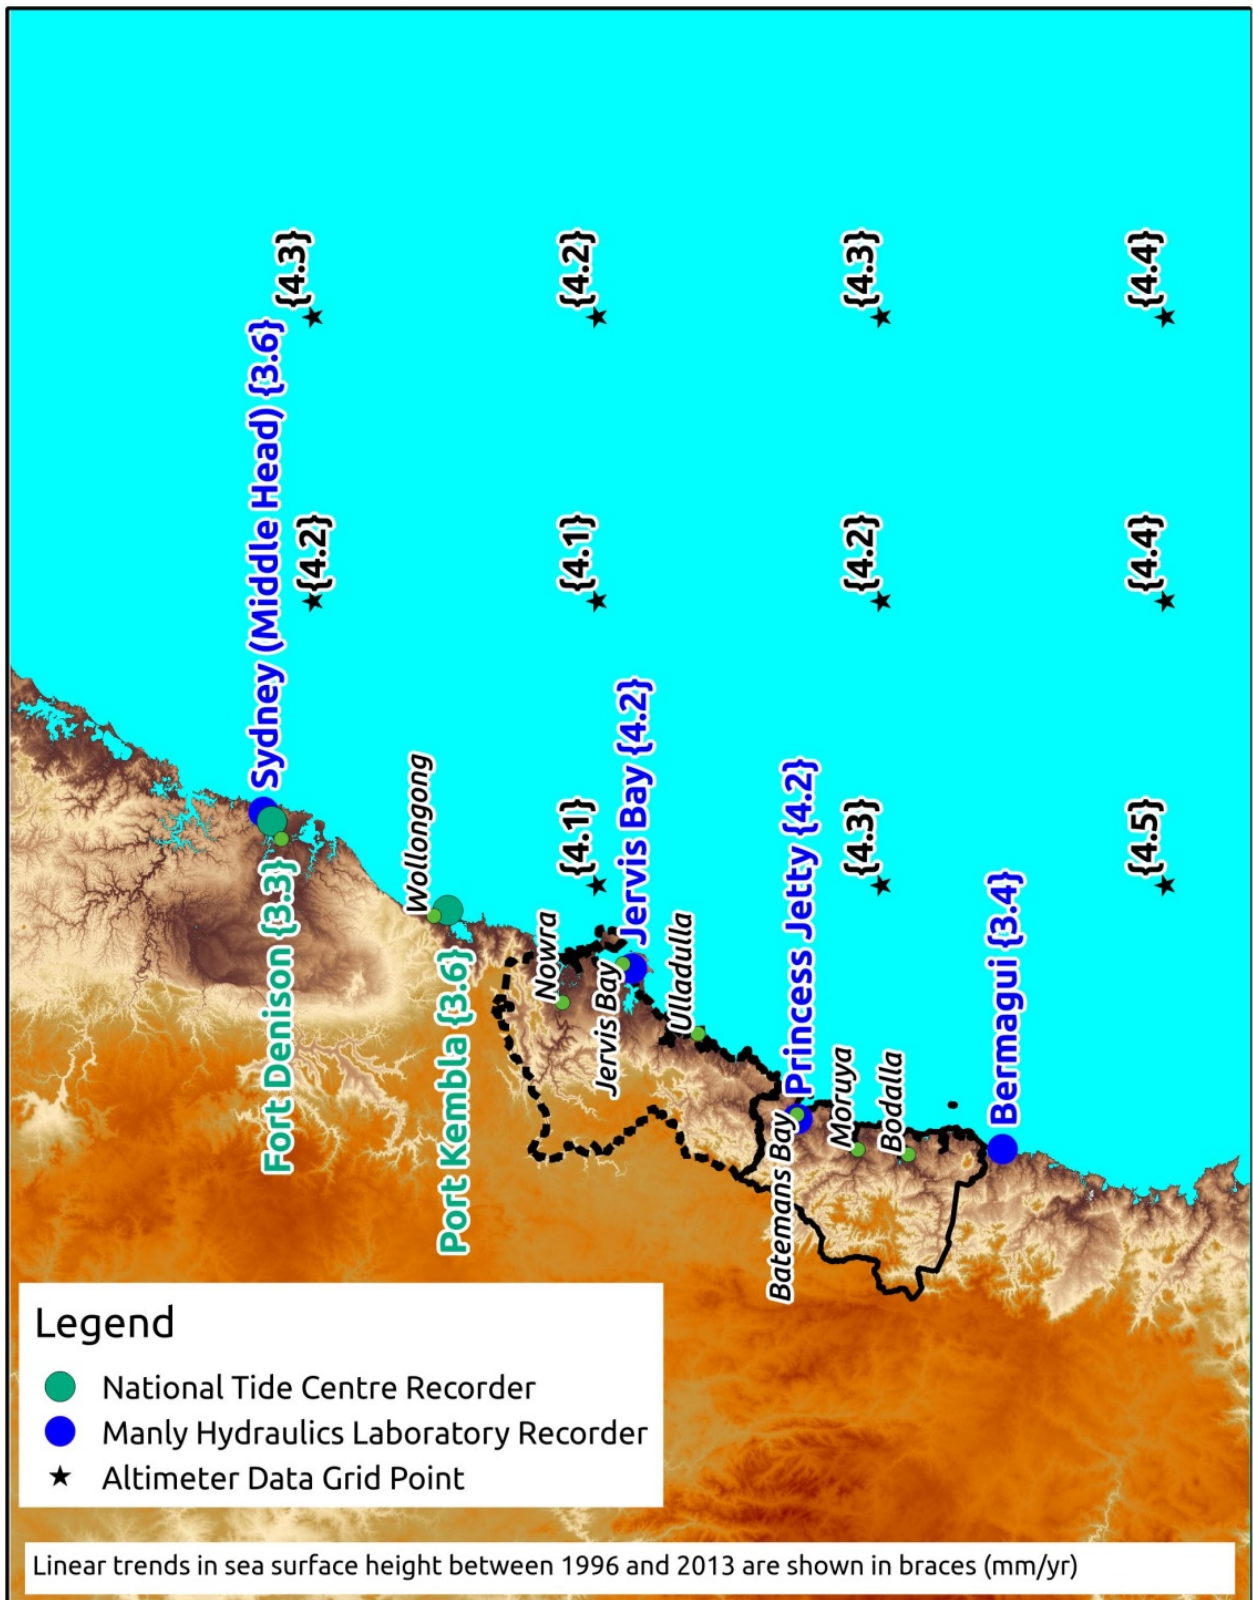 {4.3}
{4.2}
{4.3}
{4.4}
Sydney (Middle Head) {3.6}
{4.2}
{4.1}
{4.2}
{4.4}
Wollongong
Jervis Bay {4.2}
Princess Jetty {4.2}
{4.1}
{4.3}
{4.5}
Fort Denison {3.3}
Port Kembla {3.6}
Nowra
Jervis Bay
Ulladulla
Bermagui {3.4}
Batemans Bay
Moruya
Bodalla
Legend
National Tide Centre Recorder
Manly Hydraulics Laboratory Recorder
Altimeter Data Grid Point
Linear trends in sea surface height between 1996 and 2013 are shown in braces (mm/yr)